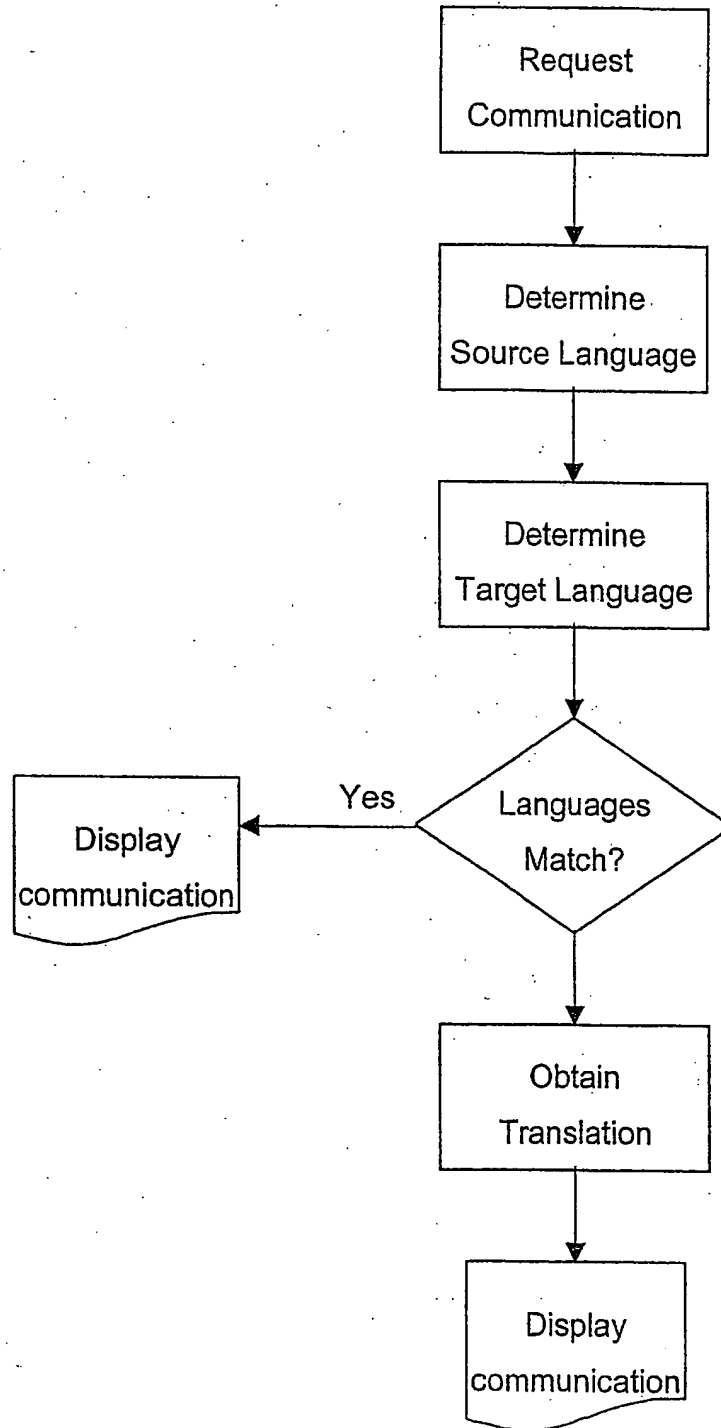 Request
Communication
Determine
Source Language
Determine
Target Language
Languages
Match?
Yes
Display
communication
Obtain
Translation
Display
communication